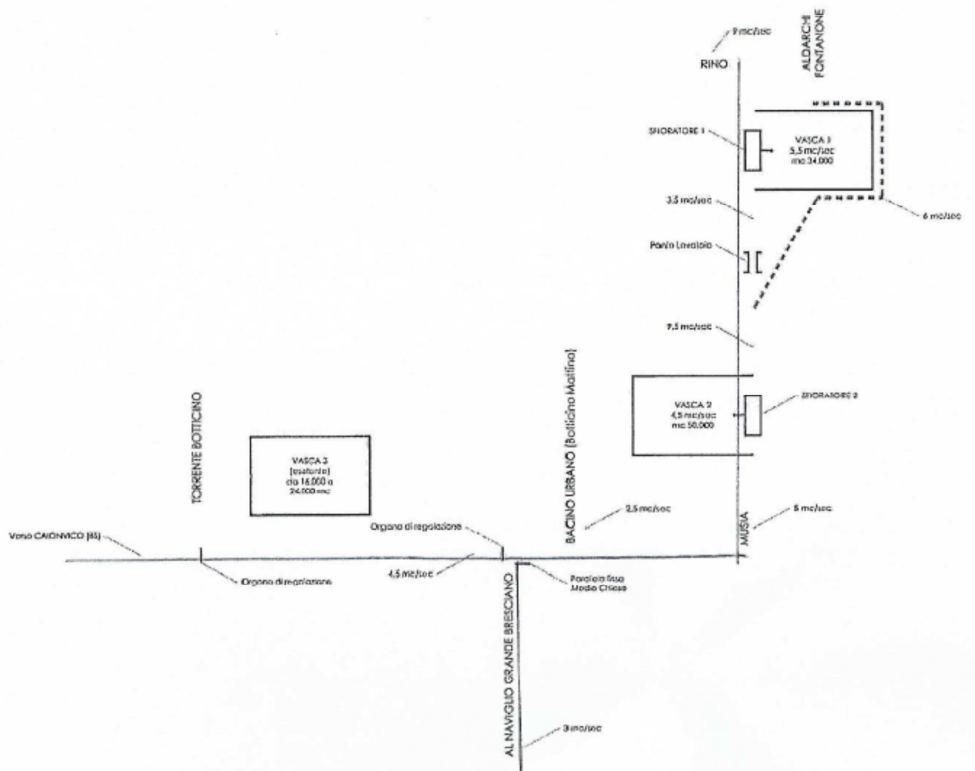 9 mc/sec
RINO
ALDARCHI
FONTANONE
SFIORATORE 1
VASCA 1
5,5 mc/sec
mc 34.000
3,5 mc/sec
6 mc/sec
Ponte Lavatoio
9,5 mc/sec
VASCA 2
4,5 mc/sec
mc 50.000
SFIORATORE 2
BACINO URBANO (Botticino Mattina)
TORRENTE BOTTICINO
VASCA 3
(esistente)
da 16.000 a
24.000 mc
2,5 mc/sec
5 mc/sec
MUSIA
Organo di regolazione
Verso CAIONVICO (BS)
Organo di regolazione
4,5 mc/sec
Paratoia fissa
Medio Chiese
AL NAVIGLIO GRANDE BRESCIANO
3 mc/sec